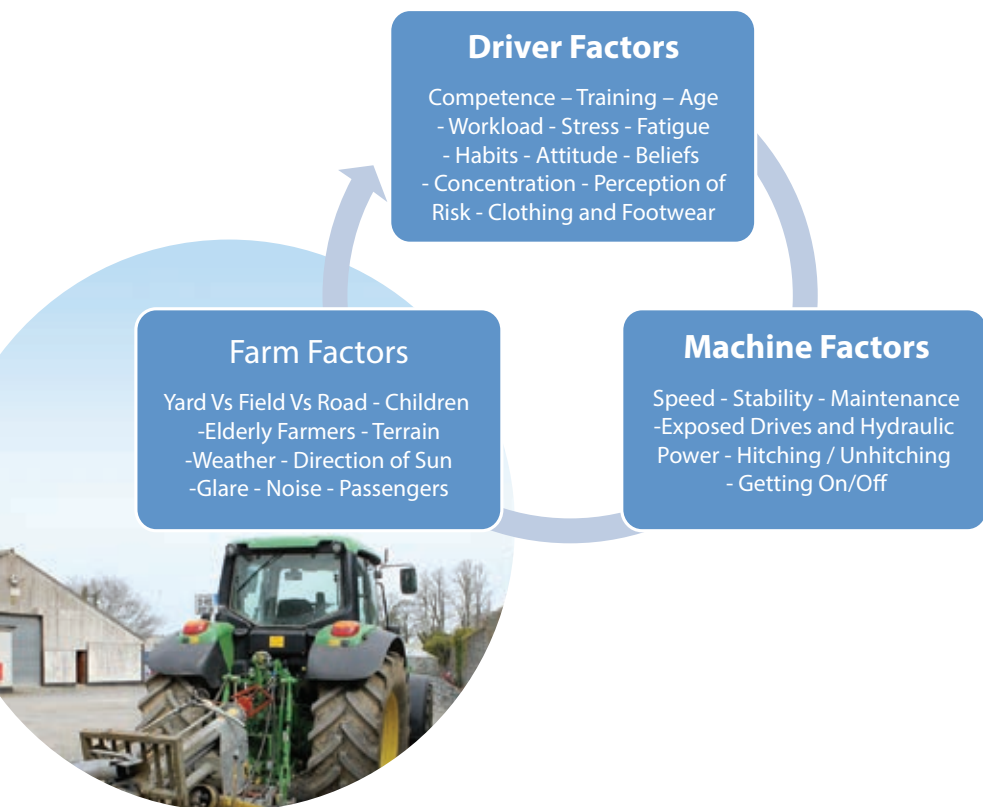 Driver Factors
Competence – Training – Age
- Workload - Stress - Fatigue
- Habits - Attitude - Beliefs
- Concentration - Perception of
Risk - Clothing and Footwear
Farm Factors
Yard Vs Field Vs Road - Children
-Elderly Farmers - Terrain
-Weather - Direction of Sun
-Glare - Noise - Passengers
Machine Factors
Speed - Stability - Maintenance
-Exposed Drives and Hydraulic
Power - Hitching / Unhitching
- Getting On/Off